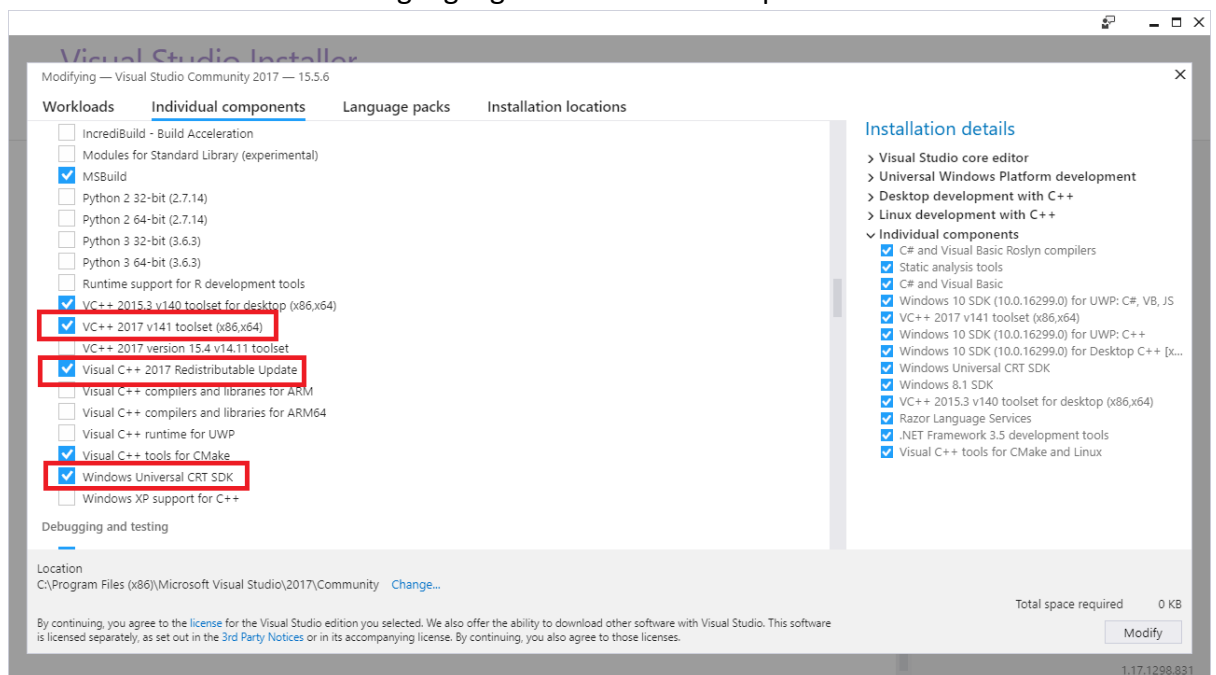 Visual Studio Installer
Modifying — Visual Studio Community 2017 — 15.5.6
Workloads Individual components Language packs Installation locations
IncrediBuild - Build Acceleration
Modules for Standard Library (experimental)
MSBuild
Python 2 32-bit (2.7.14)
Python 2 64-bit (2.7.14)
Python 3 32-bit (3.6.3)
Python 3 64-bit (3.6.3)
Runtime support for R development tools
VC++ 2015.3 v140 toolset for desktop (x86,x64)
VC++ 2017 v141 toolset (x86,x64)
VC++ 2017 version 15.4 v14.11 toolset
Visual C++ 2017 Redistributable Update
Visual C++ compilers and libraries for ARM
Visual C++ compilers and libraries for ARM64
Visual C++ runtime for UWP
Visual C++ tools for CMake
Windows Universal CRT SDK
Windows XP support for C++
Debugging and testing
Installation details
Visual Studio core editor
Universal Windows Platform development
Desktop development with C++
Linux development with C++
Individual components
C# and Visual Basic Roslyn compilers
Static analysis tools
C# and Visual Basic
Windows 10 SDK (10.0.16299.0) for UWP: C#, VB, JS
VC++ 2017 v141 toolset (x86,x64)
Windows 10 SDK (10.0.16299.0) for UWP: C++
Windows 10 SDK (10.0.16299.0) for Desktop C++ [x...
Windows Universal CRT SDK
Windows 8.1 SDK
VC++ 2015.3 v140 toolset for desktop (x86,x64)
Razor Language Services
.NET Framework 3.5 development tools
Visual C++ tools for CMake and Linux
Location
C:\Program Files (x86)\Microsoft Visual Studio\2017\Community Change...
Total space required 0 KB
By continuing, you agree to the license for the Visual Studio edition you selected. We also offer the ability to download other software with Visual Studio. This software
is licensed separately, as set out in the 3rd Party Notices or in its accompanying license. By continuing, you also agree to those licenses.
Modify
1.17.1298.831